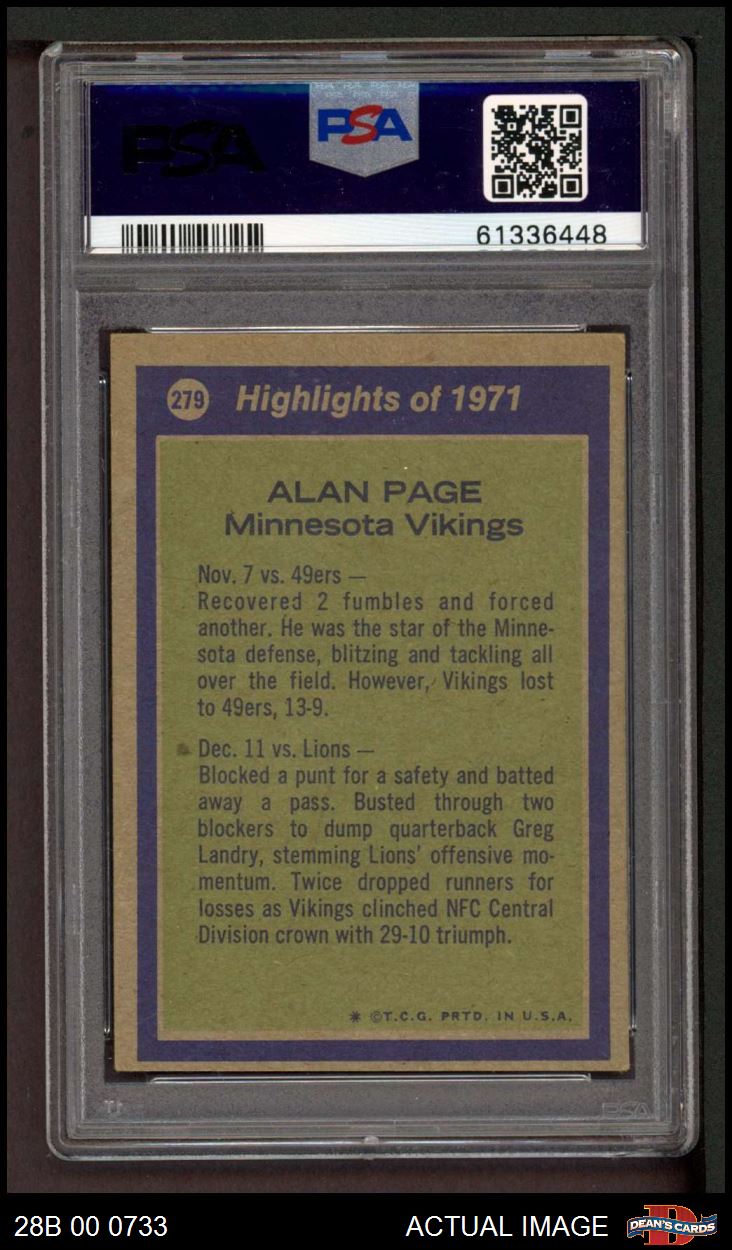 PSA
PSA
61336448
279 Highlights of 1971
ALAN PAGE
Minnesota Vikings
Nov. 7 vs. 49ers —
Recovered 2 fumbles and forced
another. He was the star of the Minne-
sota defense, blitzing and tackling all
over the field. However, Vikings lost
to 49ers, 13-9.
Dec. 11 vs. Lions —
Blocked a punt for a safety and batted
away a pass. Busted through two
blockers to dump quarterback Greg
Landry, stemming Lions' offensive mo-
mentum. Twice dropped runners for
losses as Vikings clinched NFC Central
Division crown with 29-10 triumph.
* ©T.C.G. PRTD. IN U.S.A.
PSA
28B 00 0733
ACTUAL IMAGE
DEAN'S CARDS